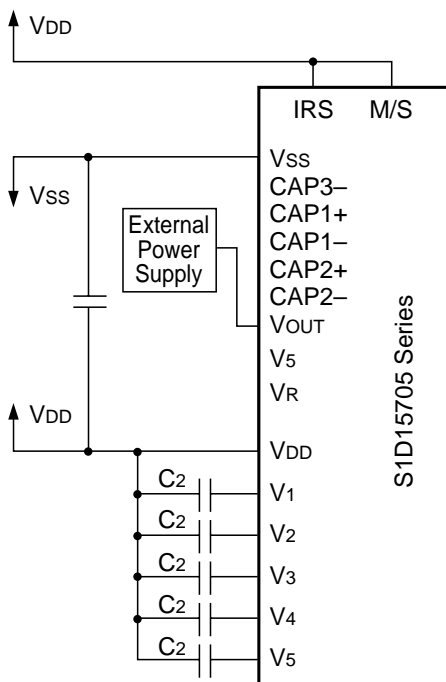 VDD
IRS M/S
VSS
VSS
CAP3–
CAP1+
CAP1–
CAP2+
CAP2–
External
Power
Supply
VOUT
V5
VR
S1D15705 Series
VDD
VDD
C2 V1
C2 V2
C2 V3
C2 V4
C2 V5